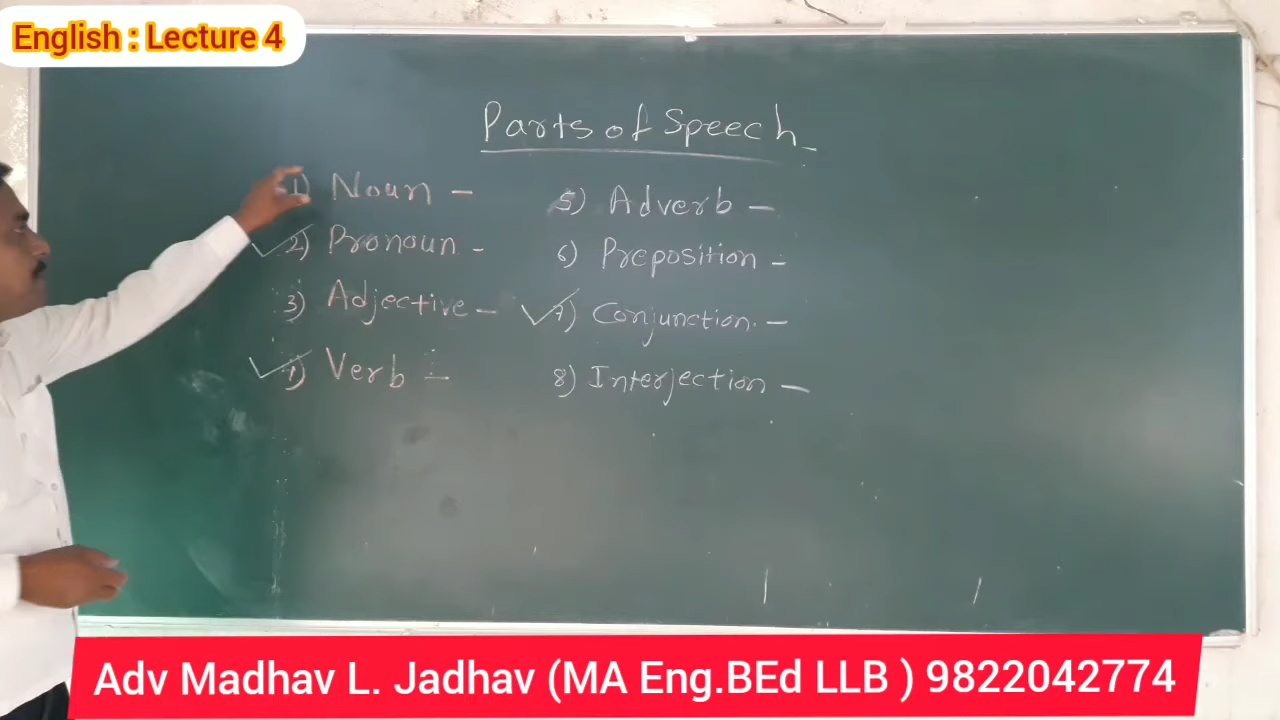 English : Lecture 4
Parts of Speech
1) Noun -
2) Pronoun -
3) Adjective -
4) Verb -
5) Adverb -
6) Preposition -
7) Conjunction -
8) Interjection -
Adv Madhav L. Jadhav (MA Eng.BEd LLB ) 9822042774